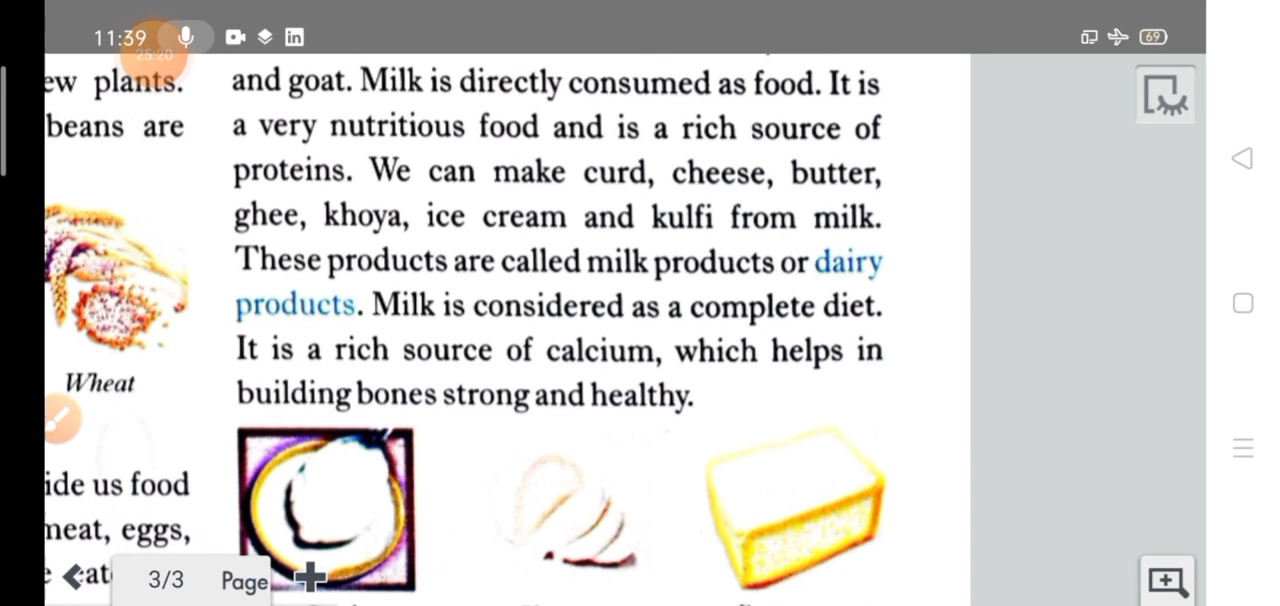 11:39
25:20
69
ew plants.
beans are
Wheat
ide us food
neat, eggs,
and goat. Milk is directly consumed as food. It is
a very nutritious food and is a rich source of
proteins. We can make curd, cheese, butter,
ghee, khoya, ice cream and kulfi from milk.
These products are called milk products or dairy
products. Milk is considered as a complete diet.
It is a rich source of calcium, which helps in
building bones strong and healthy.
3/3 Page